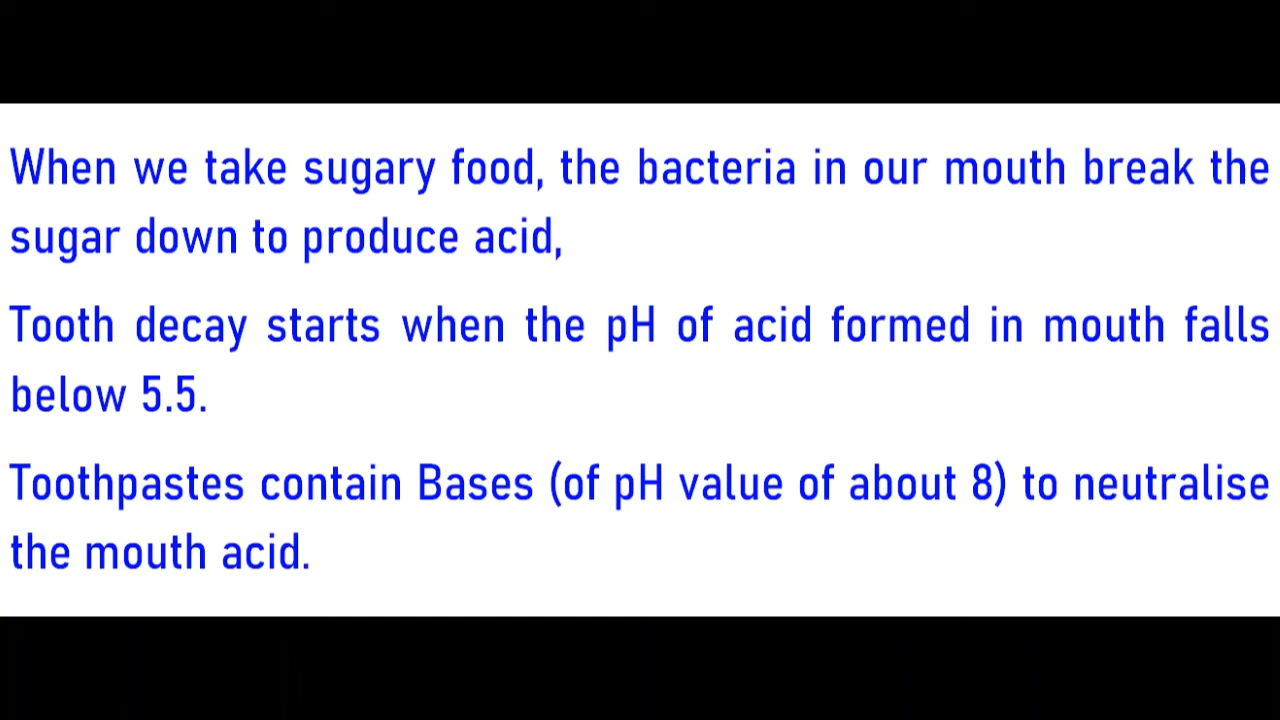 When we take sugary food, the bacteria in our mouth break the
sugar down to produce acid,
Tooth decay starts when the pH of acid formed in mouth falls
below 5.5.
Toothpastes contain Bases (of pH value of about 8) to neutralise
the mouth acid.